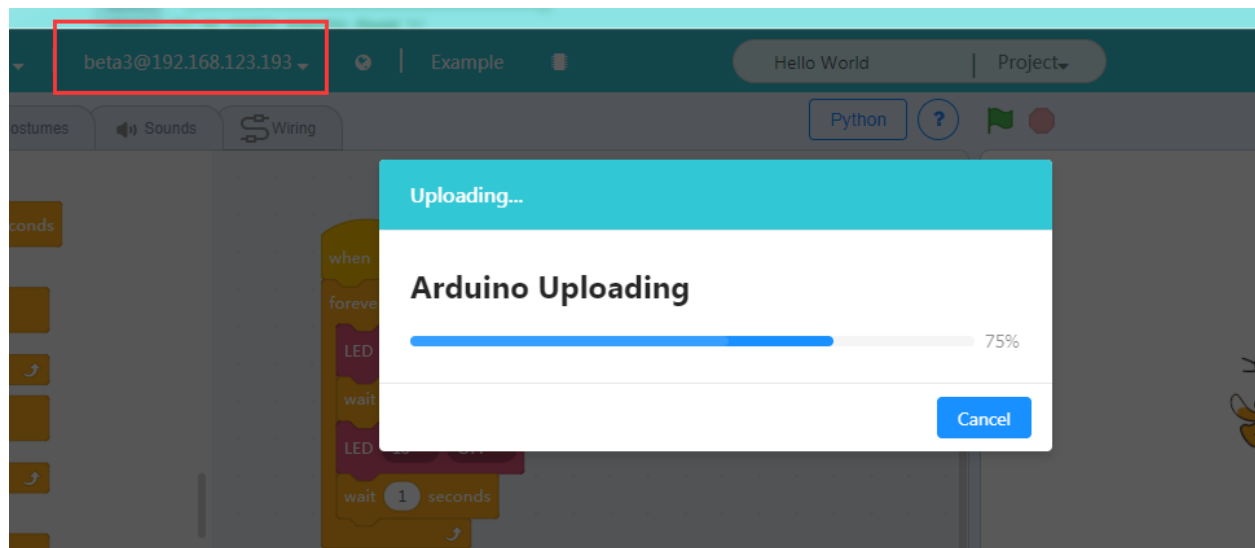 beta3@192.168.123.193
Example
Hello World | Project
ostumes
Sounds
Wiring
Python
?
Uploading...
conds
when
Arduino Uploading
foreve
75%
LED
wait
Cancel
LED
wait 1 seconds